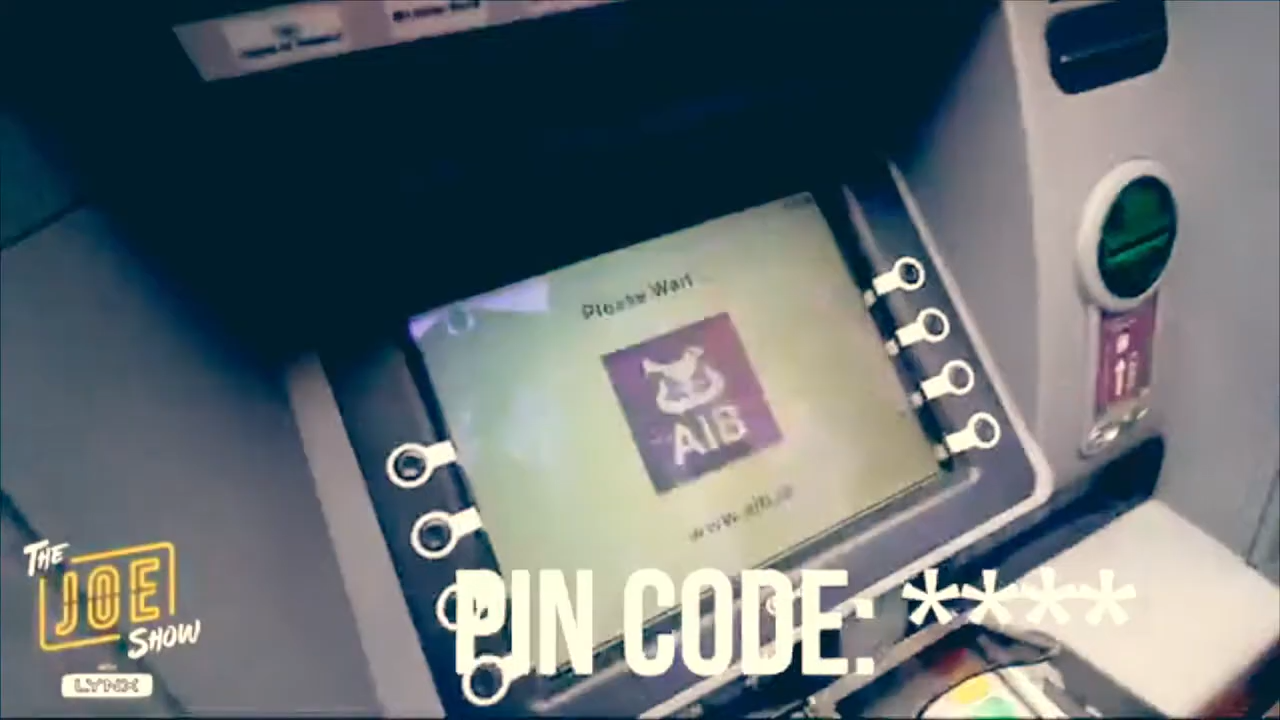 Please Wait
AIB
www.aib.ie
PIN CODE: ****
THE
JOE
SHOW
LYNX